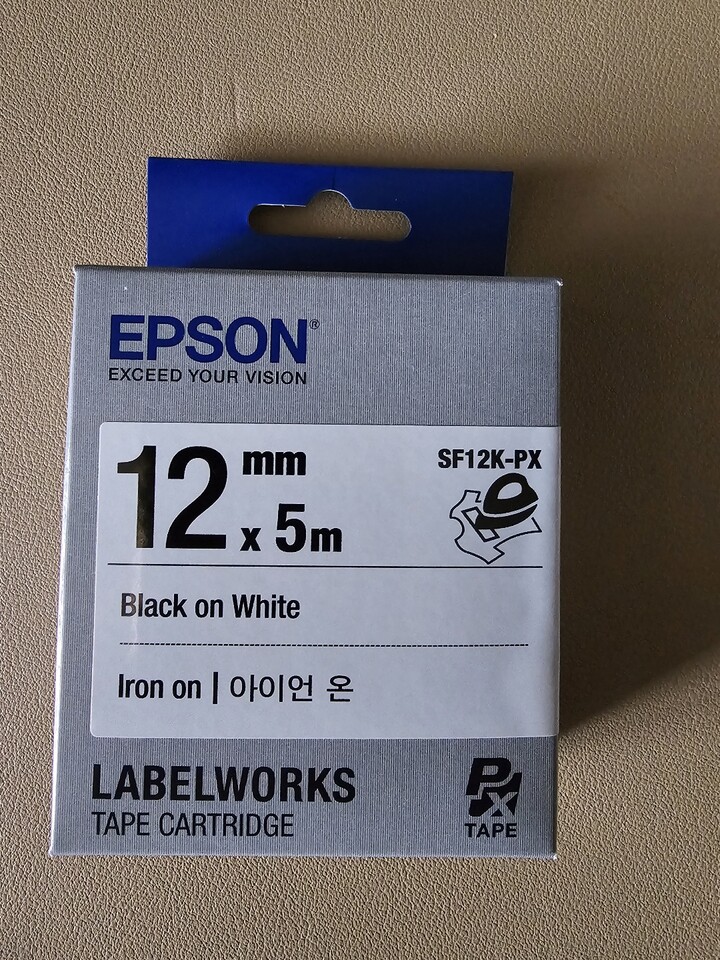 EPSON®
EXCEED YOUR VISION
12 mm x 5m
SF12K-PX
Black on White
Iron on | 아이언 온
LABELWORKS
TAPE CARTRIDGE
PX
TAPE